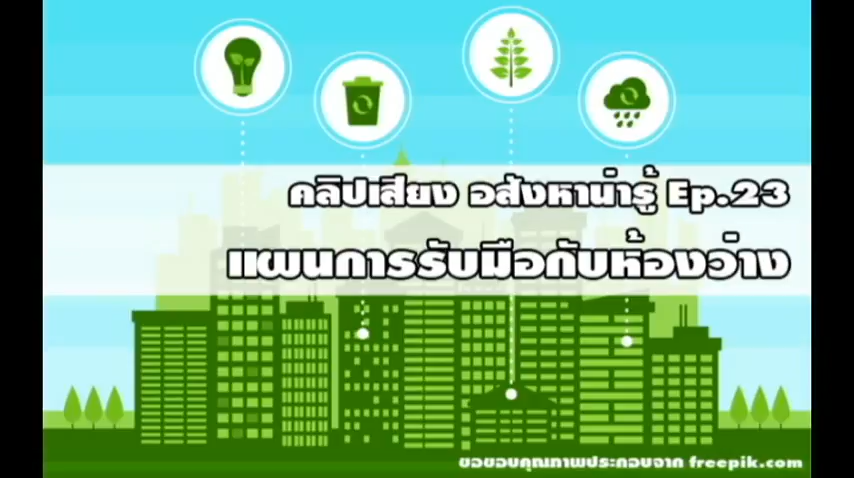 คลิปเสียง อสังหาน่ารู้ Ep.23
แผนการรับมือกับห้องว่าง
ขอขอบคุณภาพประกอบจาก freepik.com